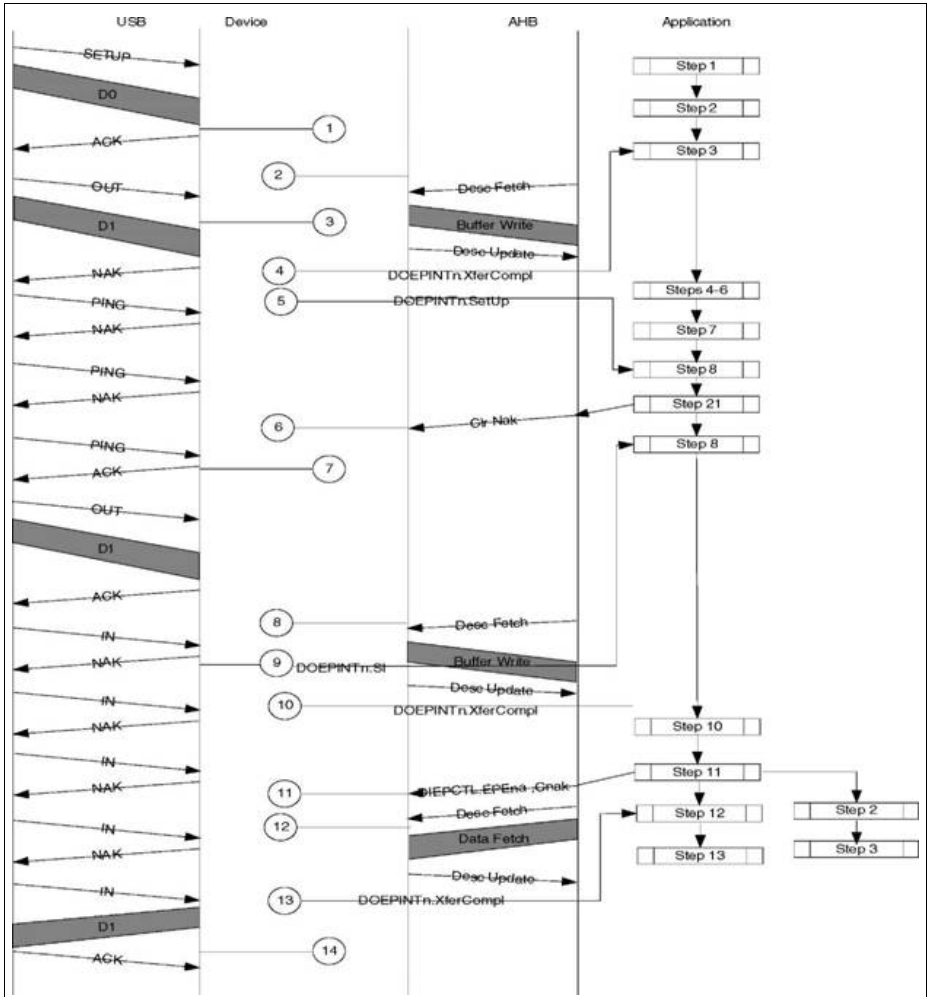 USB Device AHB Application
SETUP
Step 1
D0
Step 2
1
ACK
Step 3
2
OUT
Desc Fetch
D1
3
Buffer Write
Desc Update
NAK
4
DOEPINTn.XferCompl
Steps 4-6
PING
5
DOEPINTn.SetUp
NAK
Step 7
PING
Step 8
NAK
Step 21
6
Clr Nak
PING
Step 8
ACK
7
OUT
D1
ACK
8
Desc Fetch
IN
NAK
9
DOEPINTn.SI
Buffer Write
Desc Update
IN
10
DOEPINTn.XferCompl
NAK
Step 10
IN
Step 11
NAK
11
DIEPCTL.EPEna ,Cnak
Desc Fetch
Step 12
Step 2
IN
12
Data Fetch
NAK
Step 13
Step 3
Desc Update
IN
13
DOEPINTn.XferCompl
D1
14
ACK